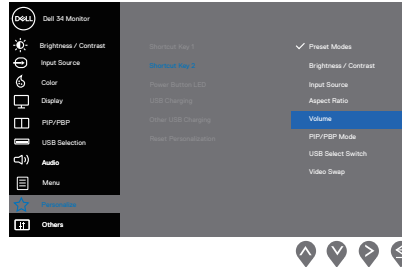 DELL
Dell 34 Monitor
Brightness / Contrast
Input Source
Color
Display
PIP/PBP
USB Selection
Audio
Menu
Personalize
Others
Shortcut Key 1
Shortcut Key 2
Power Button LED
USB Charging
Other USB Charging
Reset Personalization
Preset Modes
Brightness / Contrast
Input Source
Aspect Ratio
Volume
PIP/PBP Mode
USB Select Switch
Video Swap